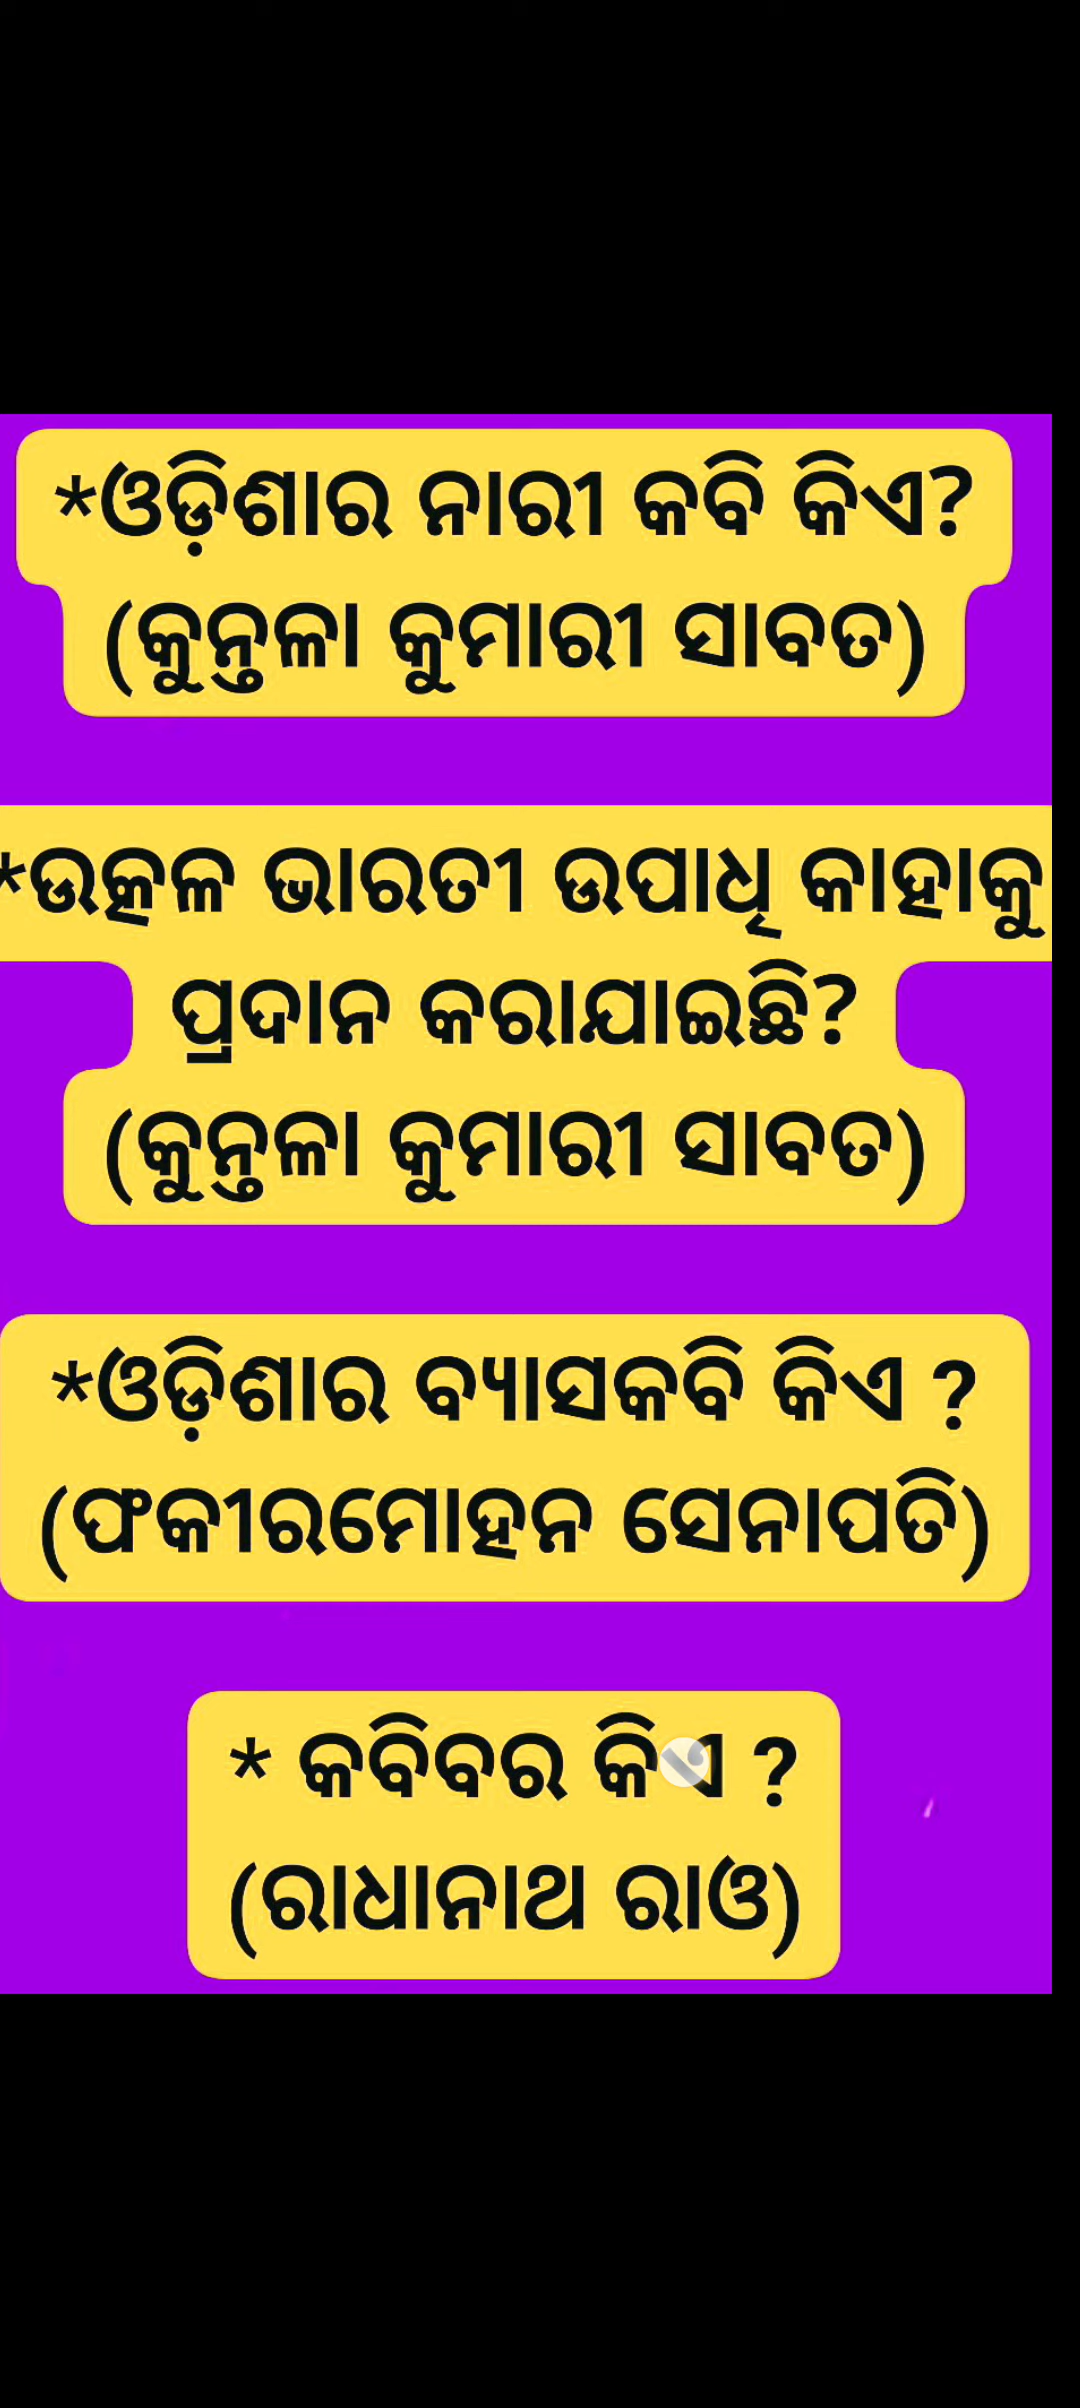 *ଓଡ଼ିଶାର ନାରୀ କବି କିଏ?
(କୁନ୍ତଳା କୁମାରୀ ସାବତ)
*ଉତ୍କଳ ଭାରତୀ ଉପାଧି କାହାକୁ
ପ୍ରଦାନ କରାଯାଇଛି?
(କୁନ୍ତଳା କୁମାରୀ ସାବତ)
*ଓଡ଼ିଶାର ବ୍ୟାସକବି କିଏ ?
(ଫକୀରମୋହନ ସେନାପତି)
* କବିବର କିଏ ?
(ରାଧାନାଥ ରାଓ)